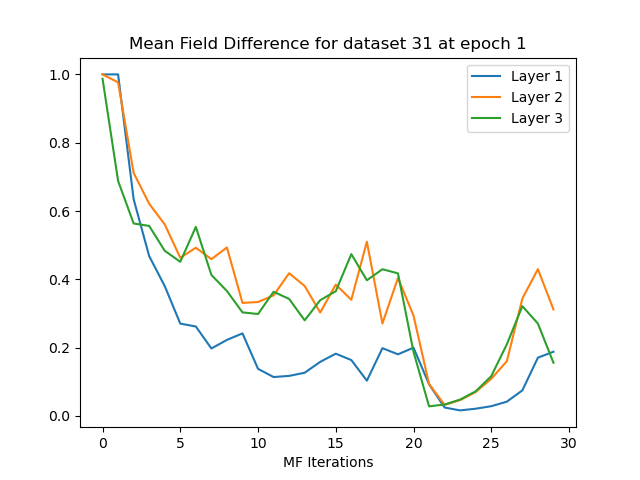 Mean Field Difference for dataset 31 at epoch 1
Layer 1
Layer 2
Layer 3
1.0
0.8
0.6
0.4
0.2
0.0
0 5 10 15 20 25 30
MF Iterations